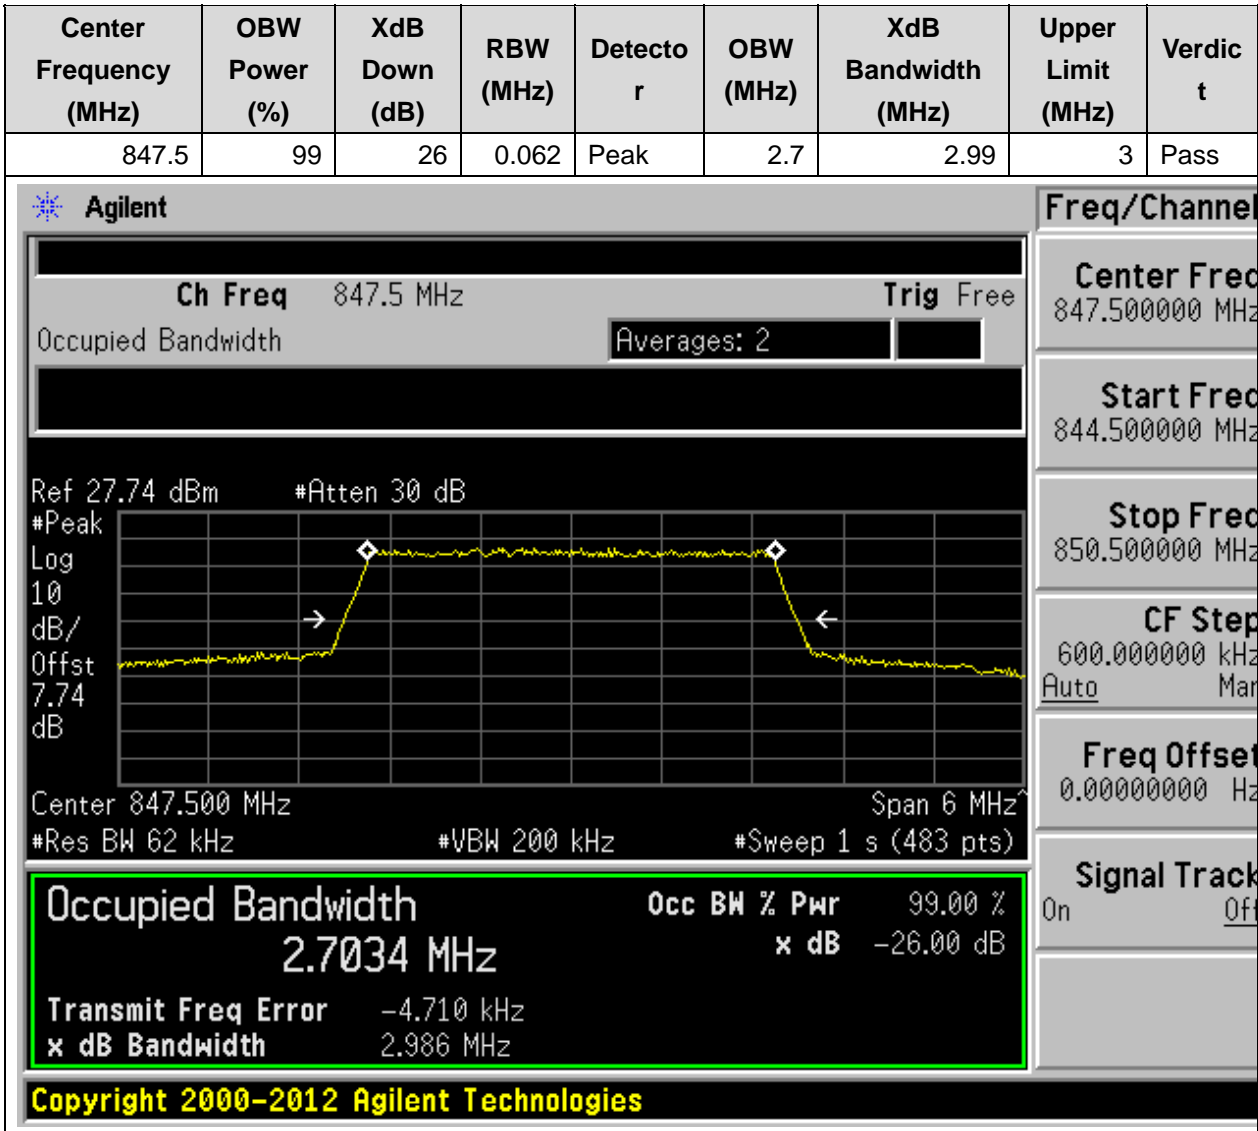 Center Frequency (MHz) OBW Power (%) XdB Down (dB) RBW (MHz) Detecto r OBW (MHz) XdB Bandwidth (MHz) Upper Limit (MHz) Verdic t
847.5 99 26 0.062 Peak 2.7 2.99 3 Pass
Agilent
Freq/Channel
Ch Freq 847.5 MHz Trig Free
Occupied Bandwidth Averages: 2
Center Freq
847.500000 MHz
Start Freq
844.500000 MHz
Stop Freq
850.500000 MHz
CF Step
600.000000 kHz
Auto Man
Freq Offset
0.00000000 Hz
Signal Track
On Off
Ref 27.74 dBm #Atten 30 dB
#Peak
Log
10
dB/
Offst
7.74
dB
Center 847.500 MHz Span 6 MHz^
#Res BW 62 kHz #VBW 200 kHz #Sweep 1 s (483 pts)
Occupied Bandwidth
2.7034 MHz
Occ BW % Pwr 99.00 %
x dB -26.00 dB
Transmit Freq Error -4.710 kHz
x dB Bandwidth 2.986 MHz
Copyright 2000-2012 Agilent Technologies